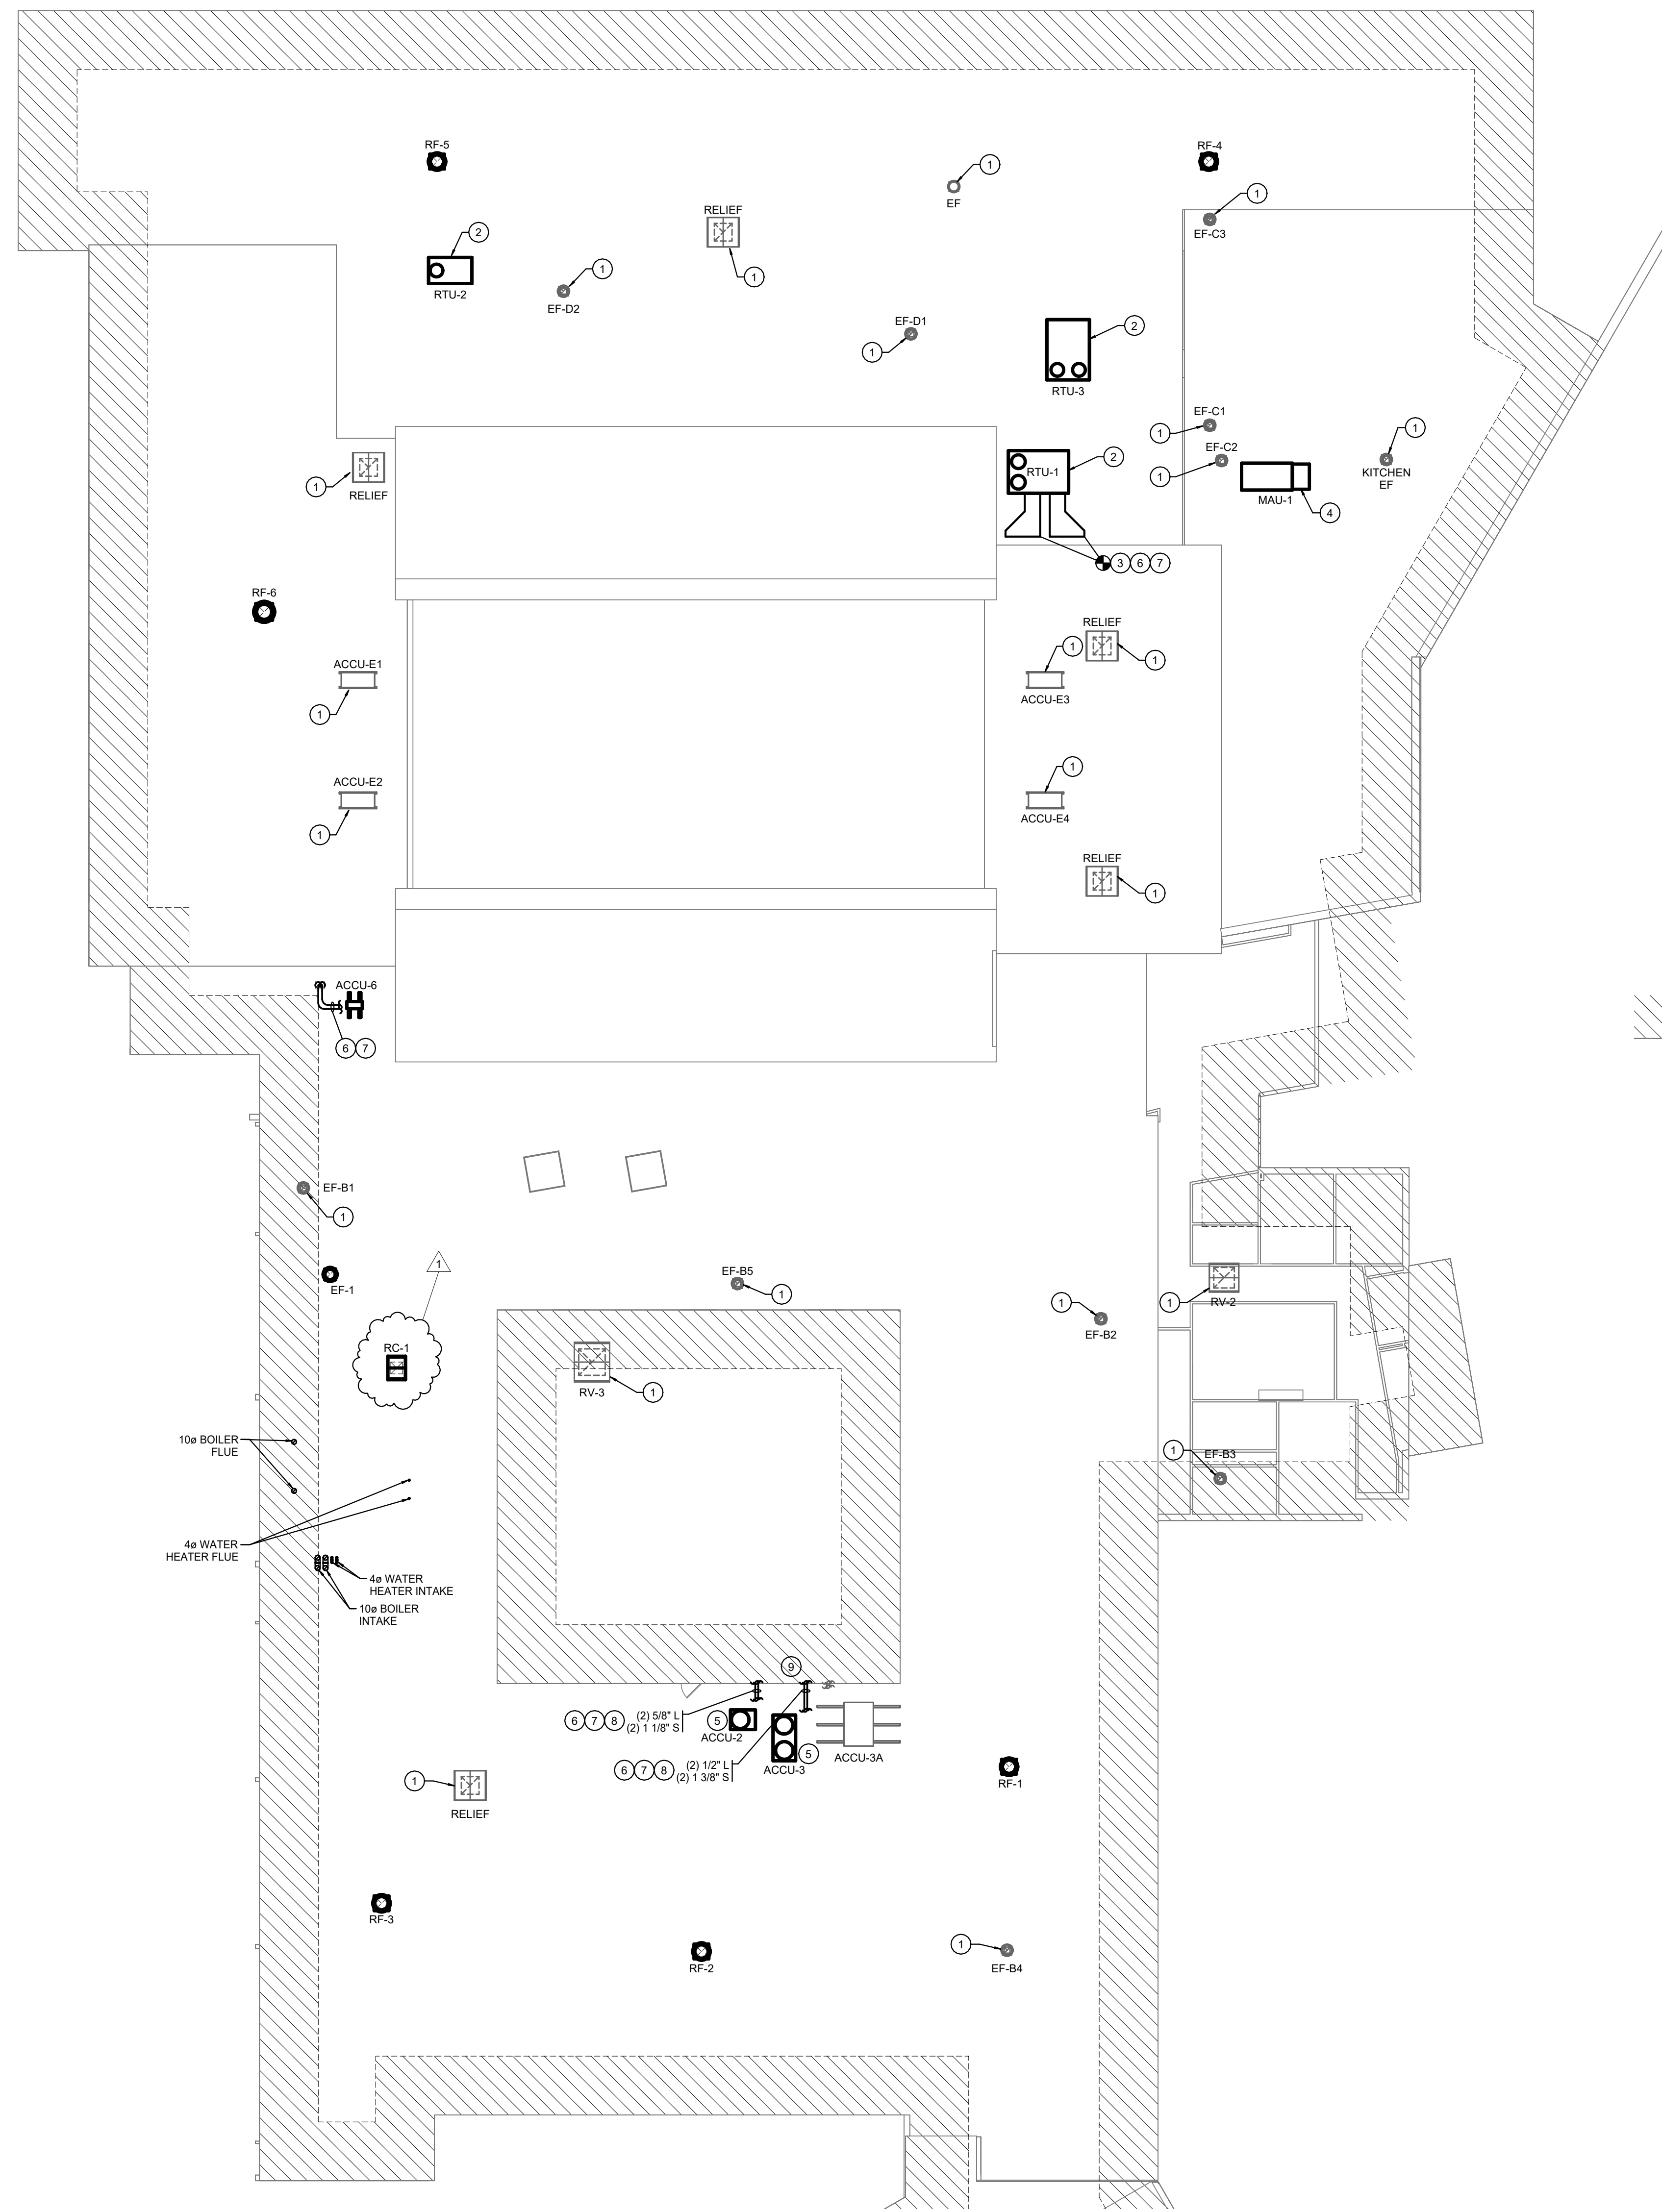 RF-5
RF-4
1
EF
1
EF-C3
RELIEF
1
2
RTU-2
1
EF-D2
EF-D1
1
2
RTU-3
EF-C1
1
EF-C2
1
1
KITCHEN
EF
RTU-1
2
MAU-1
4
1
RELIEF
3 6 7
RF-6
RELIEF
1
1
ACCU-E1
1
ACCU-E3
ACCU-E2
1
1
ACCU-E4
RELIEF
1
ACCU-6
6 7
EF-B1
1
EF-1
1
RC-1
EF-B5
1
1
EF-B2
1
RV-2
RV-3
1
10ø BOILER
FLUE
1
EF-B3
4ø WATER
HEATER FLUE
4ø WATER
HEATER INTAKE
10ø BOILER
INTAKE
9
6 7 8 (2) 5/8" L
(2) 1 1/8" S
5
ACCU-2
6 7 8 (2) 1/2" L
(2) 1 3/8" S
5
ACCU-3
ACCU-3A
RF-1
1
RELIEF
RF-3
RF-2
1
EF-B4